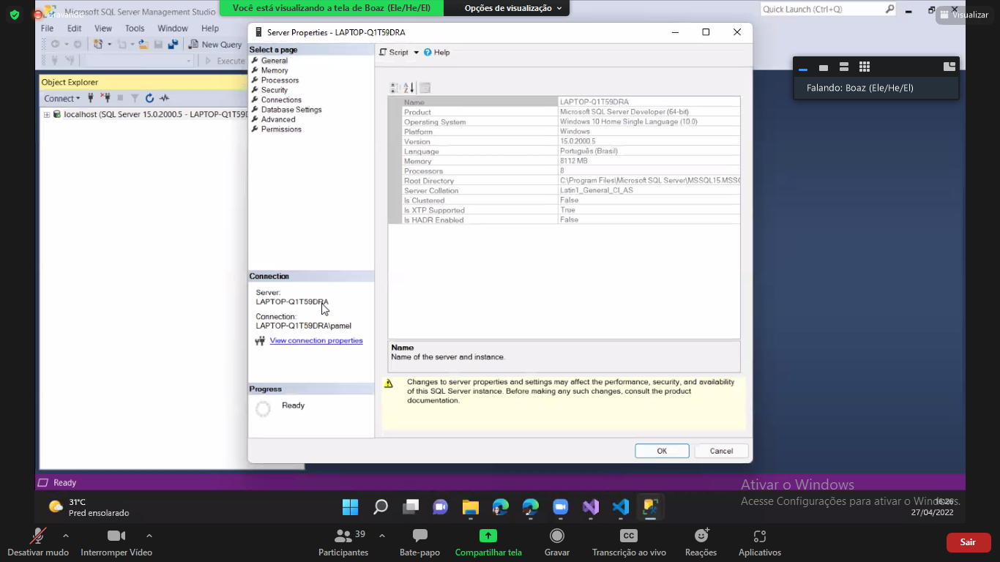 Microsoft SQL Server Management Studio
Gravando
Você está visualizando a tela de Boaz (Ele/He/El)
Opções de visualização
Quick Launch (Ctrl+Q)
Visualizar
File Edit View Tools Window Help
New Query
Execute
Object Explorer
Connect
localhost (SQL Server 15.0.2000.5 - LAPTOP-Q1T59D
Server Properties - LAPTOP-Q1T59DRA
Select a page
General
Memory
Processors
Security
Connections
Database Settings
Advanced
Permissions
Script Help
Name LAPTOP-Q1T59DRA
Product Microsoft SQL Server Developer (64-bit)
Operating System Windows 10 Home Single Language (10.0)
Platform Windows
Version 15.0.2000.5
Language Português (Brasil)
Memory 8112 MB
Processors 8
Root Directory C:\Program Files\Microsoft SQL Server\MSSQL15.MSSQ
Server Collation Latin1_General_CI_AS
Is Clustered False
Is XTP Supported True
Is HADR Enabled False
Connection
Server:
LAPTOP-Q1T59DRA
Connection:
LAPTOP-Q1T59DRA\pamel
View connection properties
Name
Name of the server and instance.
Changes to server properties and settings may affect the performance, security, and availability
of this SQL Server instance. Before making any such changes, consult the product
documentation.
Progress
Ready
OK Cancel
Falando: Boaz (Ele/He/El)
Ready
Ativar o Windows
Acesse Configurações para ativar o Windows.
31°C
Pred ensolarado
16:26
27/04/2022
Desativar mudo
Interromper Vídeo
39
Participantes
Bate-papo
Compartilhar tela
Gravar
CC
Transcrição ao vivo
Reações
Aplicativos
Sair